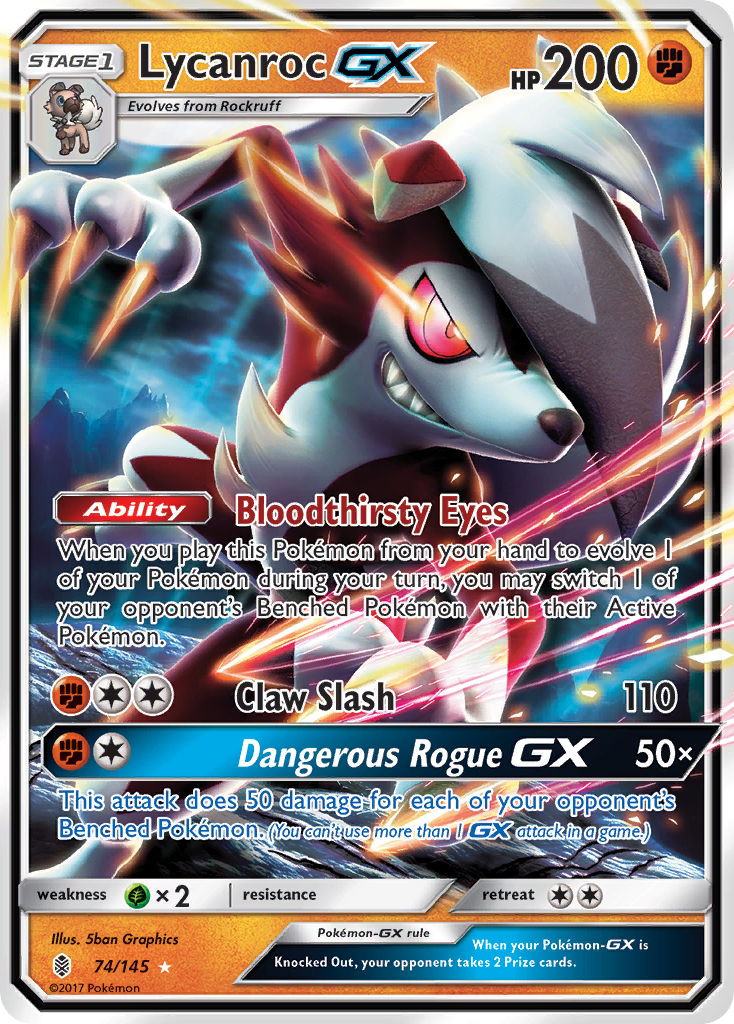 STAGE1 Lycanroc GX HP 200
Evolves from Rockruff
Ability Bloodthirsty Eyes
When you play this Pokémon from your hand to evolve 1
of your Pokémon during your turn, you may switch 1 of
your opponent's Benched Pokémon with their Active
Pokémon.
Claw Slash 110
Dangerous Rogue GX 50×
This attack does 50 damage for each of your opponent's
Benched Pokémon. (You can't use more than 1 GX attack in a game.)
weakness × 2 resistance retreat
Illus. 5ban Graphics
74/145
©2017 Pokémon
Pokémon-GX rule
When your Pokémon-GX is
Knocked Out, your opponent takes 2 Prize cards.